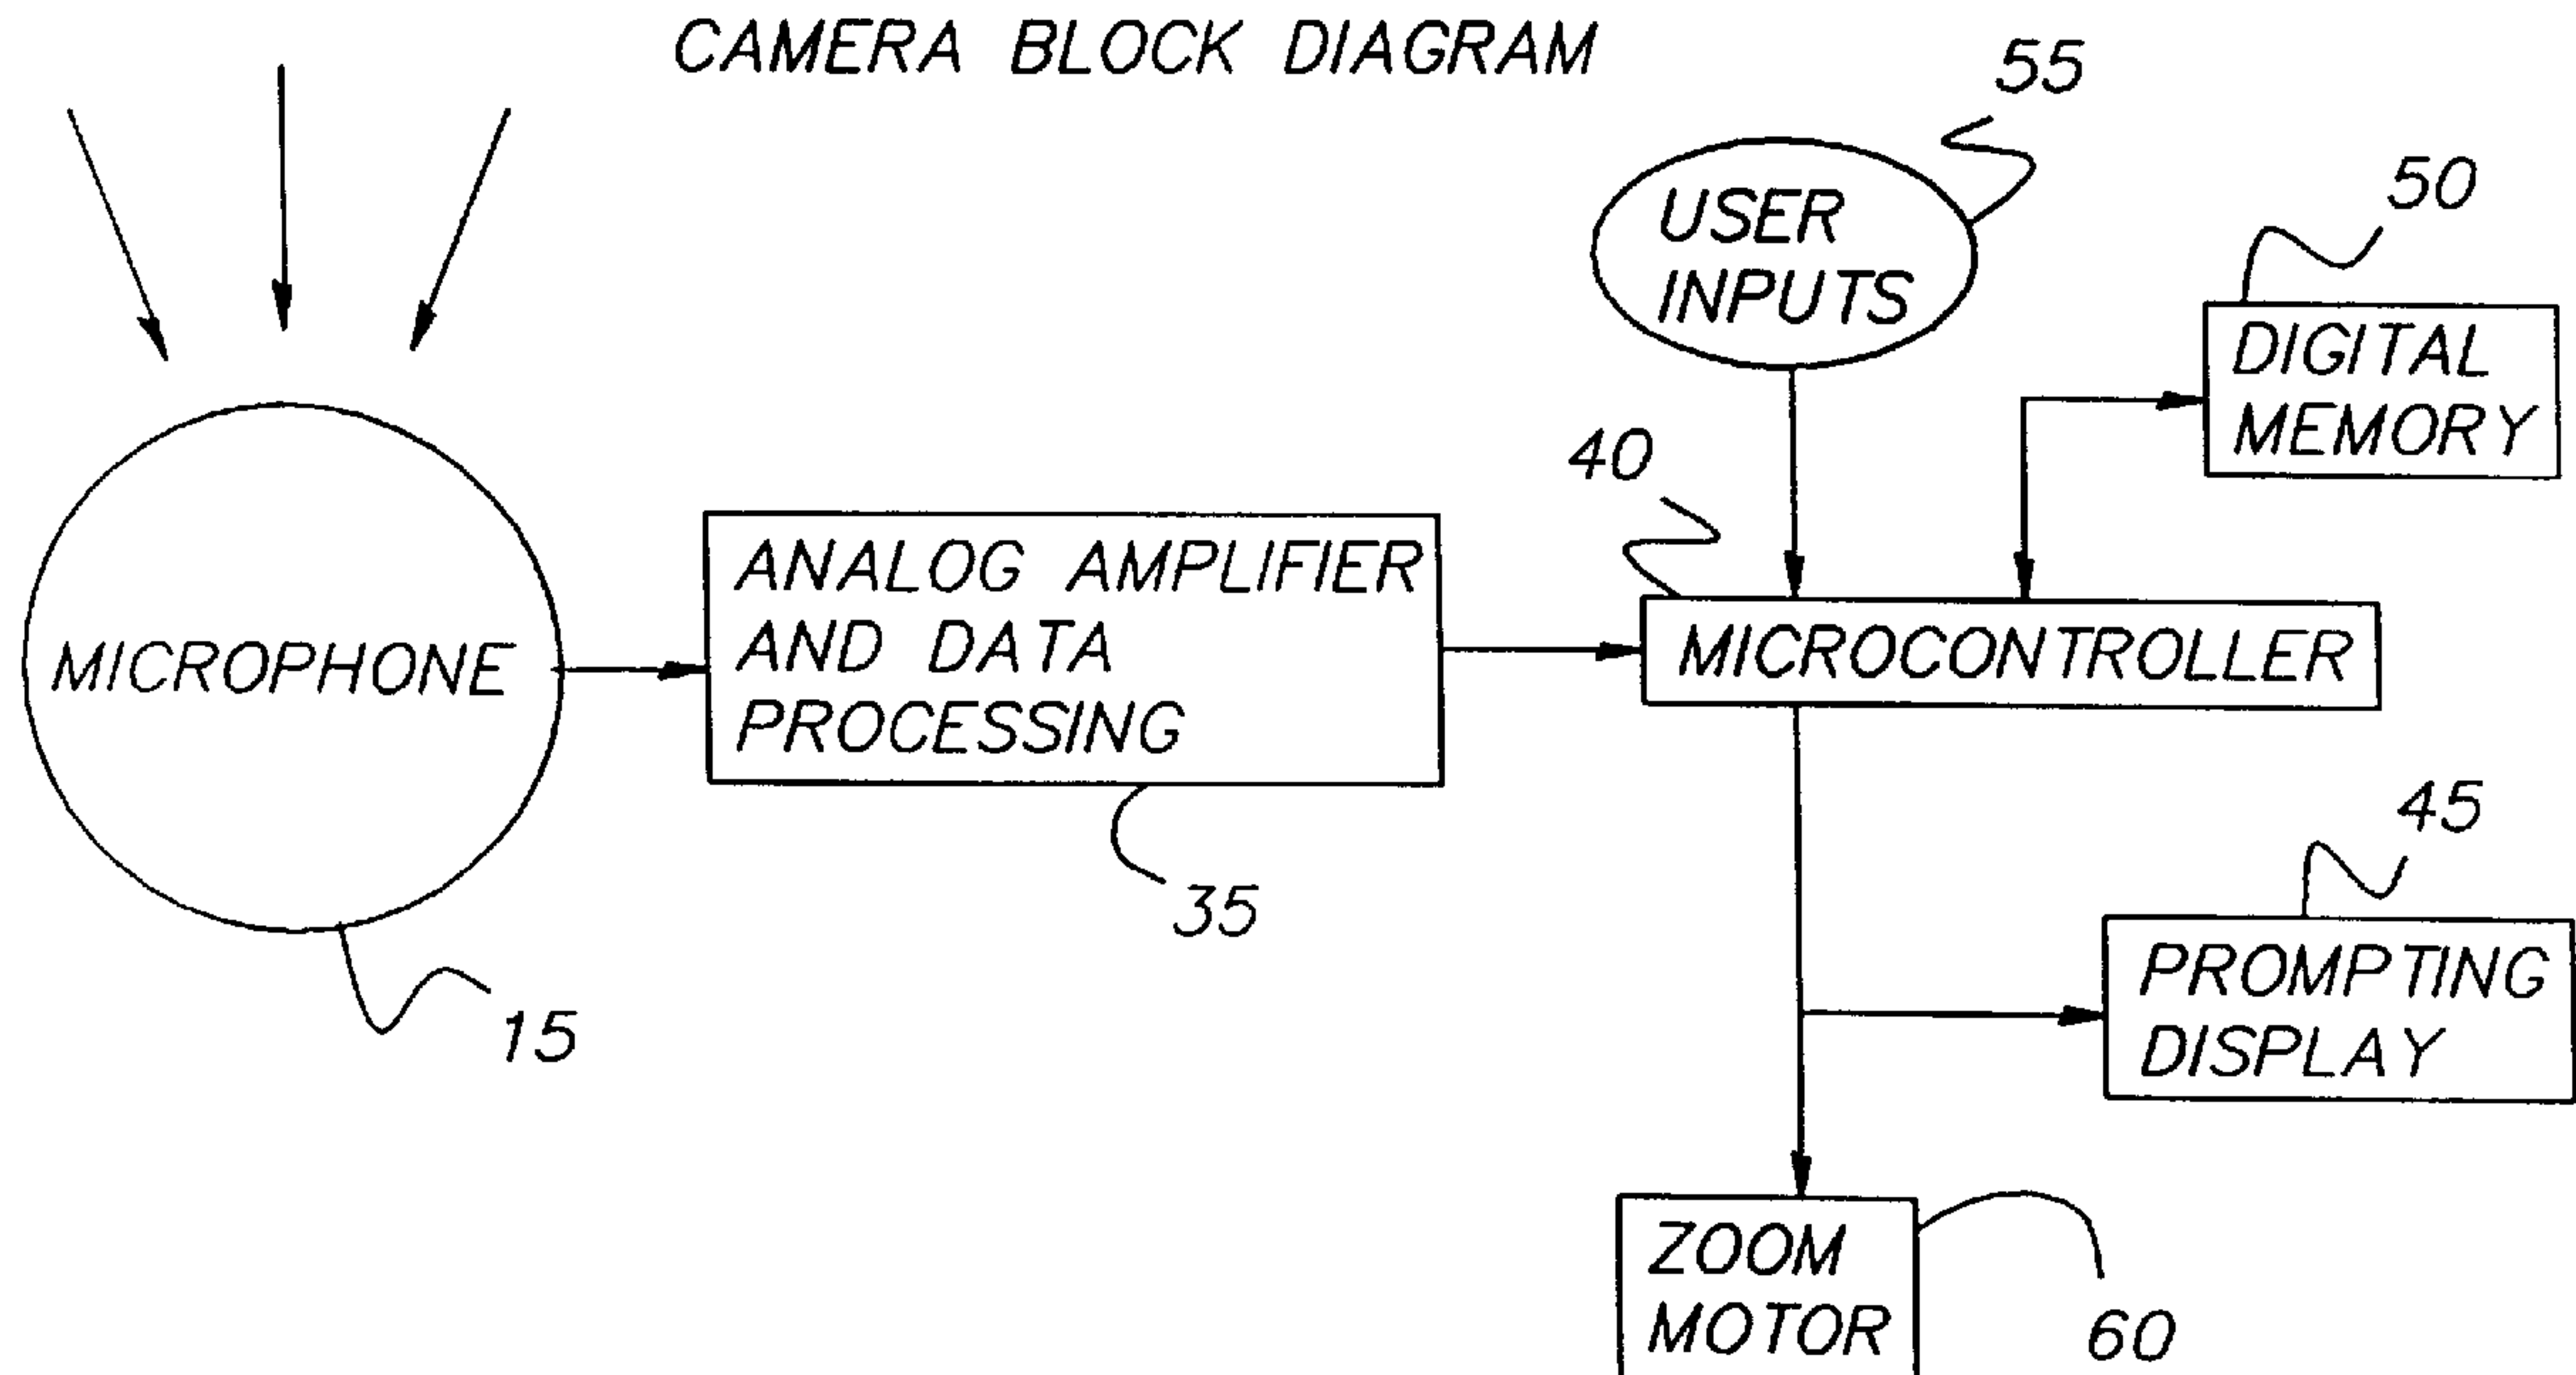 CAMERA BLOCK DIAGRAM
55
USER
INPUTS
50
DIGITAL
MEMORY
40
ANALOG AMPLIFIER
AND DATA
PROCESSING
MICROPHONE
MICROCONTROLLER
35
15
45
PROMPTING
DISPLAY
ZOOM
MOTOR
60